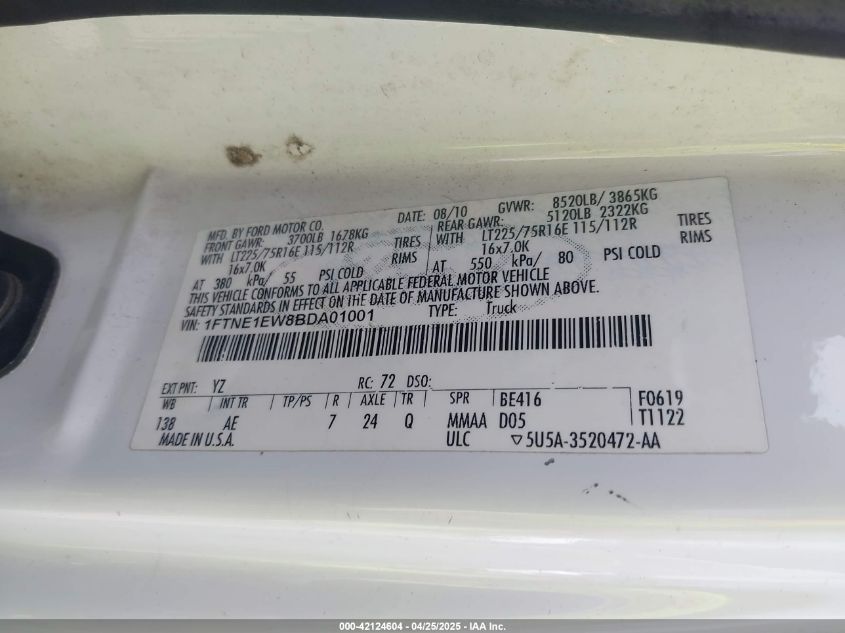 MFD. BY FORD MOTOR CO. DATE: 08/10 GVWR: 8520LB/ 3865KG
FRONT GAWR: 3700LB 1678KG REAR GAWR: 5120LB 2322KG
WITH LT225/75R16E 115/112R TIRES WITH LT225/75R16E 115/112R TIRES
16x7.0K RIMS 16x7.0K RIMS
AT 380 kPa/ 55 PSI COLD AT 550 kPa/ 80 PSI COLD
THIS VEHICLE CONFORMS TO ALL APPLICABLE FEDERAL MOTOR VEHICLE
SAFETY STANDARDS IN EFFECT ON THE DATE OF MANUFACTURE SHOWN ABOVE.
VIN: 1FTNE1EW8BDA01001 TYPE: Truck
EXT PNT: YZ RC: 72 DSO:
WB INT TR TP/PS R AXLE TR SPR BE416 F0619
138 AE 7 24 Q MMAA D05 T1122
MADE IN U.S.A. ULC ▽5U5A-3520472-AA
000-42124604 / 04/25/2025 - IAA Inc.